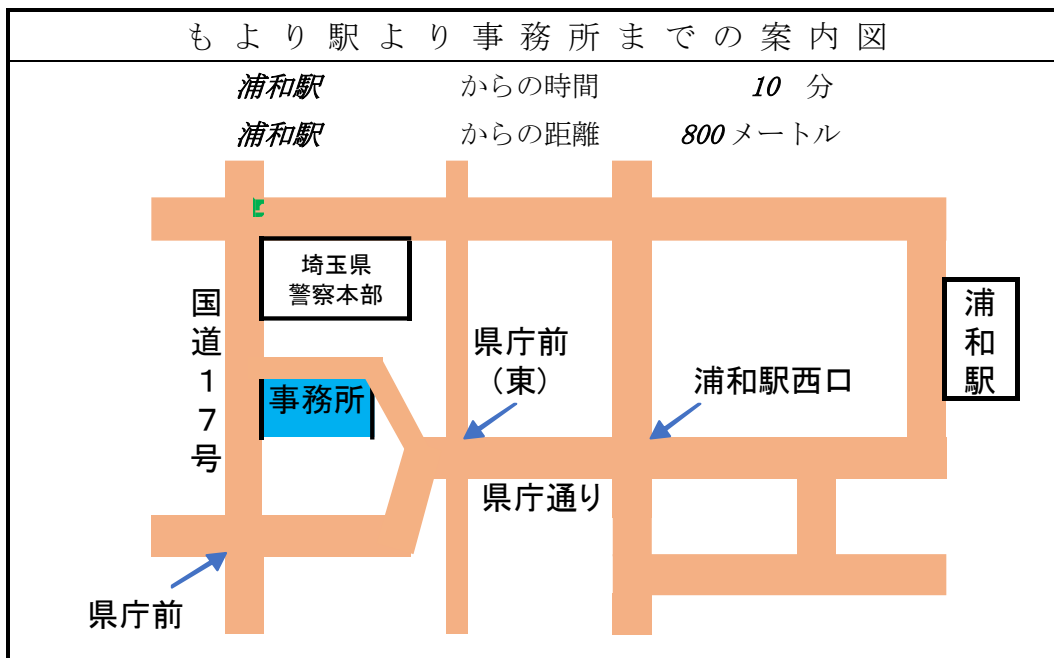 もより駅より事務所までの案内図
浦和駅 からの時間 10 分
浦和駅 からの距離 800メートル
埼玉県
警察本部
国道17号
事務所
県庁前
（東）
浦和駅西口
浦和駅
県庁通り
県庁前